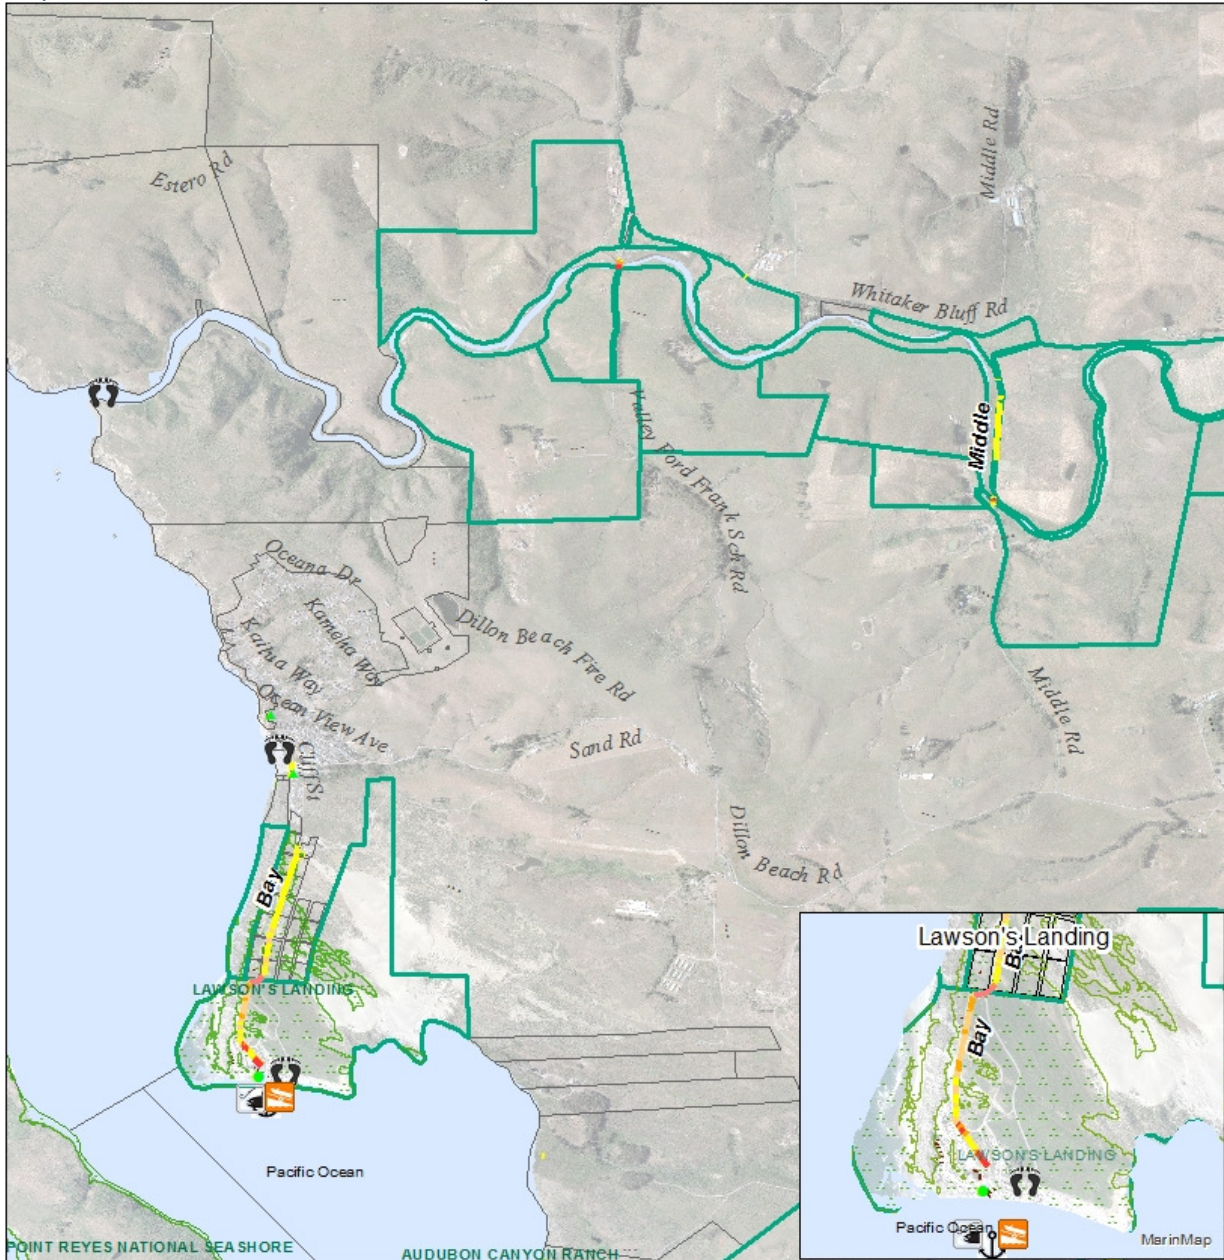 Estero Rd
Middle Rd
Whitaker Bluff Rd
Middle
Valley Ford Frank Sch Rd
Oceana Dr
Kameha Way
Kailua Way
Dillon Beach Fire Rd
Ocean View Ave
Cliff St
Sand Rd
Middle Rd
Dillon Beach Rd
Bay
LAWSON'S LANDING
Pacific Ocean
POINT REYES NATIONAL SEASHORE
AUDUBON CANYON RANCH
Lawson's Landing
Ba
Bay
LAWSON'S LANDING
Pacific Ocean
MarinMap